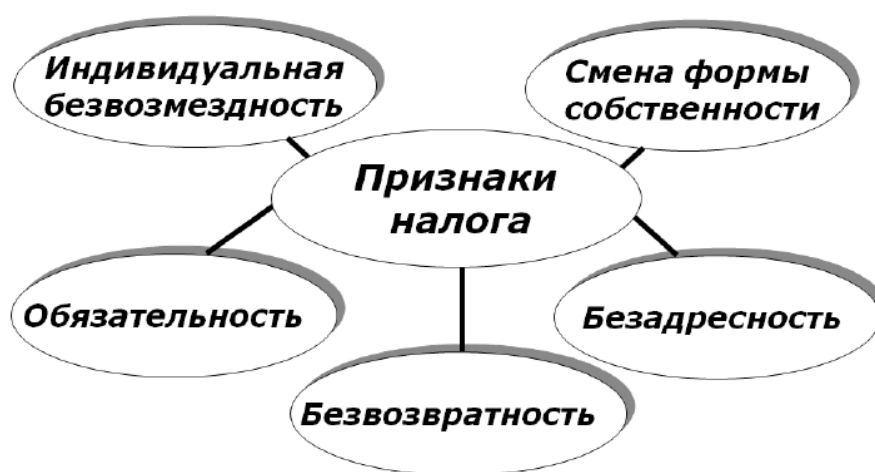 Индивидуальная
безвозмездность
Смена формы
собственности
Признаки
налога
Обязательность
Безадресность
Безвозвратность